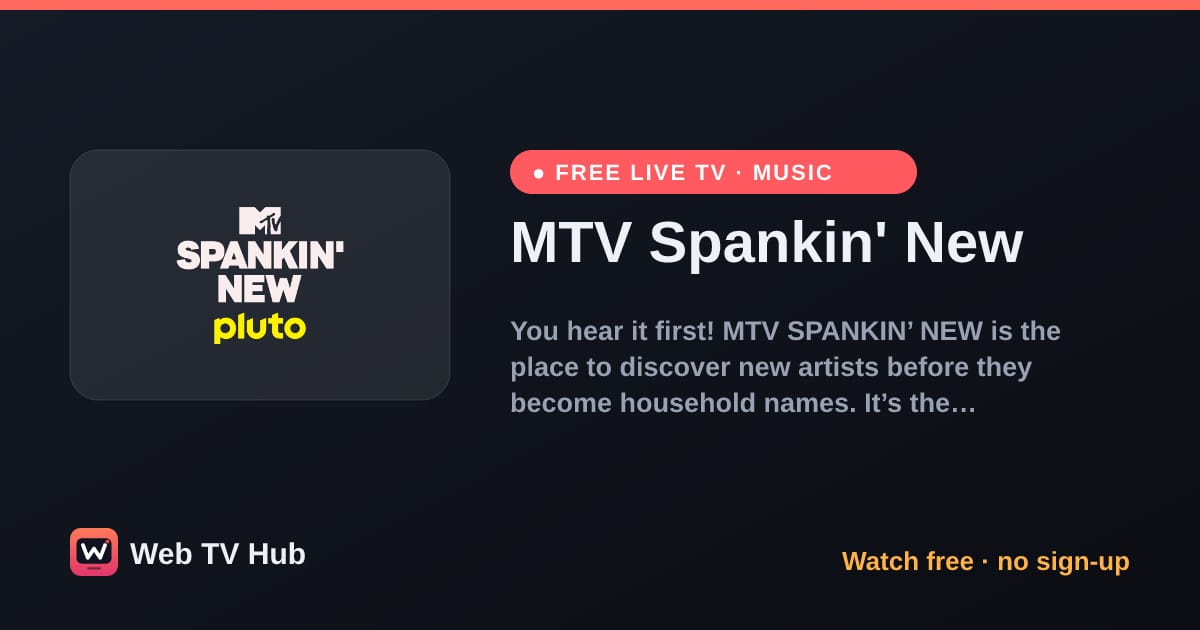 MTV
SPANKIN'
NEW
pluto
● FREE LIVE TV · MUSIC
MTV Spankin' New
You hear it first! MTV SPANKIN’ NEW is the
place to discover new artists before they
become household names. It’s the…
W
Web TV Hub
Watch free · no sign-up